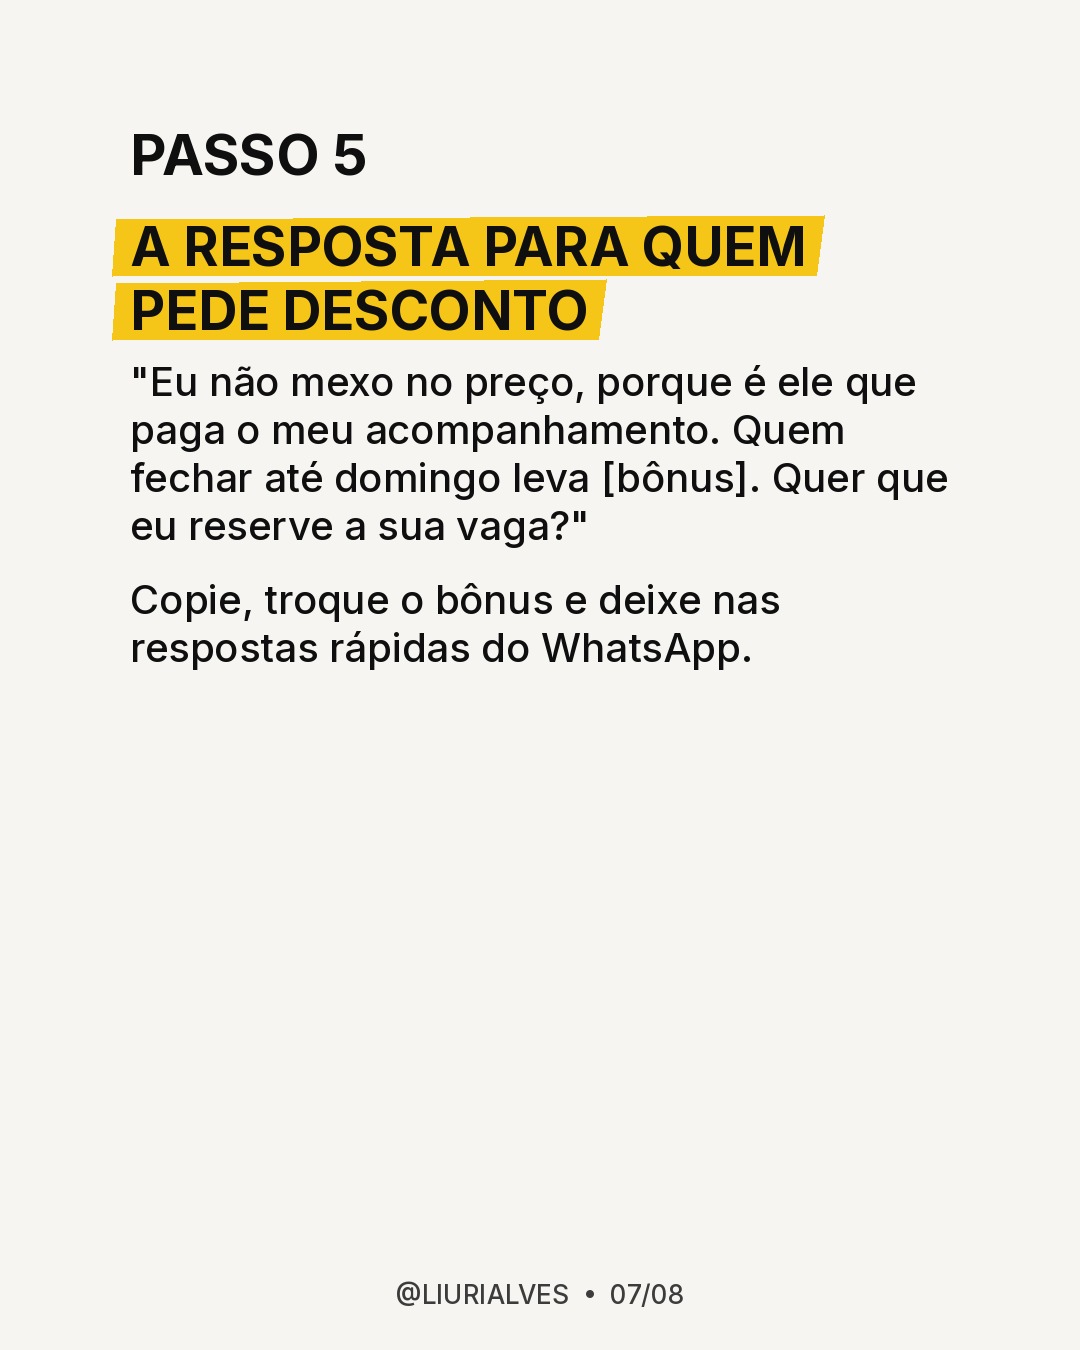 PASSO 5
A RESPOSTA PARA QUEM
PEDE DESCONTO
"Eu não mexo no preço, porque é ele que
paga o meu acompanhamento. Quem
fechar até domingo leva [bônus]. Quer que
eu reserve a sua vaga?"
Copie, troque o bônus e deixe nas
respostas rápidas do WhatsApp.
@LIURIALVES • 07/08